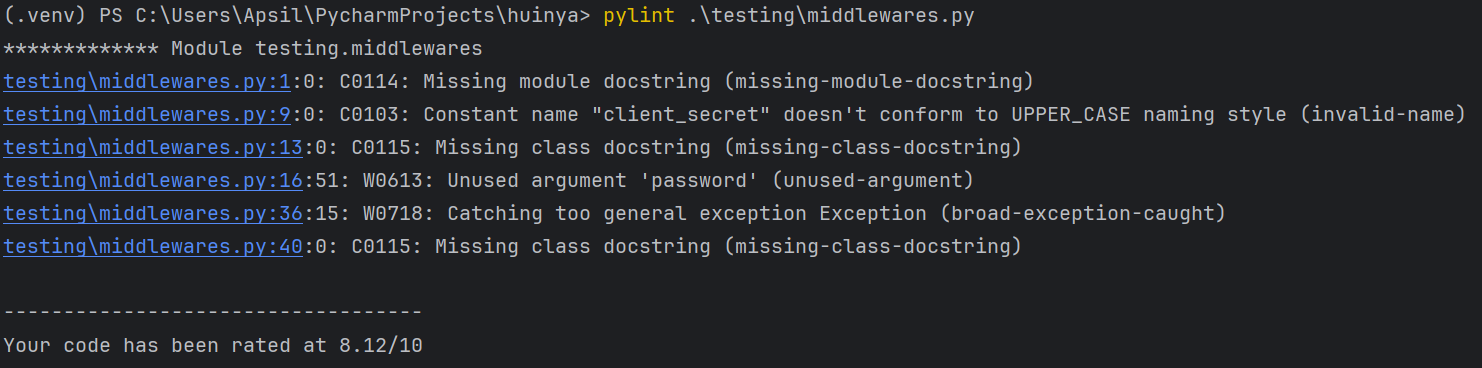 (.venv) PS C:\Users\Apsil\PycharmProjects\huinya> pylint .\testing\middlewares.py
************* Module testing.middlewares
testing\middlewares.py:1:0: C0114: Missing module docstring (missing-module-docstring)
testing\middlewares.py:9:0: C0103: Constant name "client_secret" doesn't conform to UPPER_CASE naming style (invalid-name)
testing\middlewares.py:13:0: C0115: Missing class docstring (missing-class-docstring)
testing\middlewares.py:16:51: W0613: Unused argument 'password' (unused-argument)
testing\middlewares.py:36:15: W0718: Catching too general exception Exception (broad-exception-caught)
testing\middlewares.py:40:0: C0115: Missing class docstring (missing-class-docstring)
-----------------------------------
Your code has been rated at 8.12/10